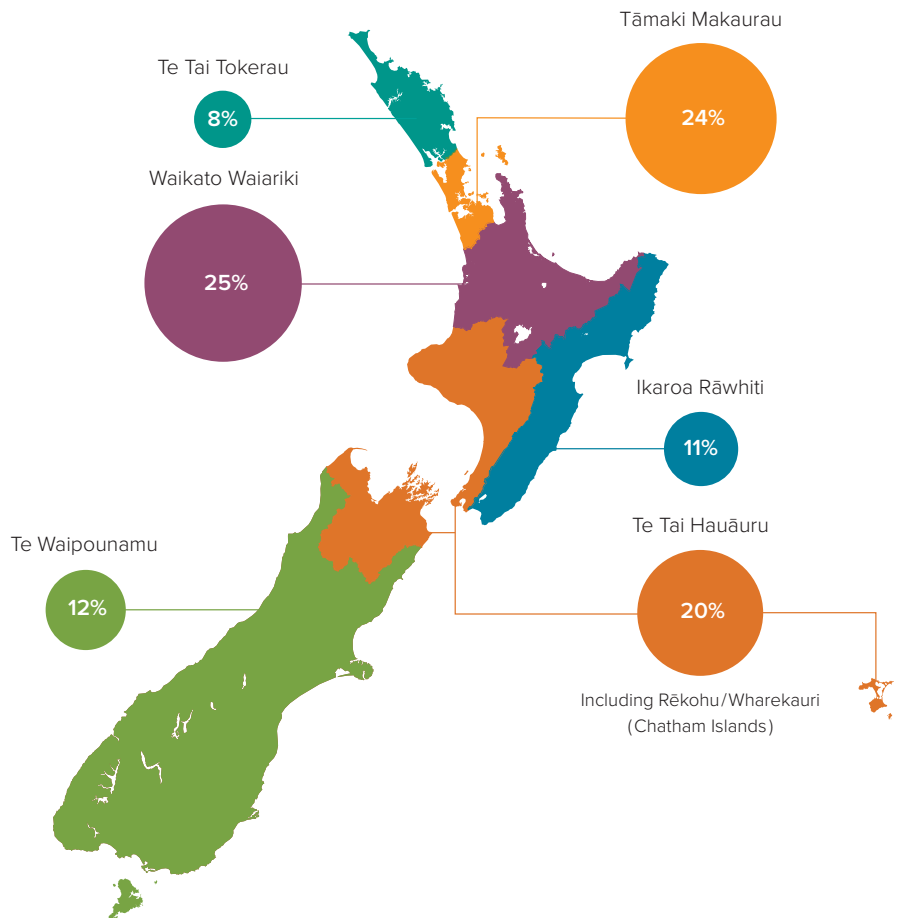 Tāmaki Makaurau
24%
Te Tai Tokerau
8%
Waikato Waiariki
25%
Ikaroa Rāwhiti
11%
Te Tai Hauāuru
20%
Including Rēkohu/Wharekauri
(Chatham Islands)
Te Waipounamu
12%